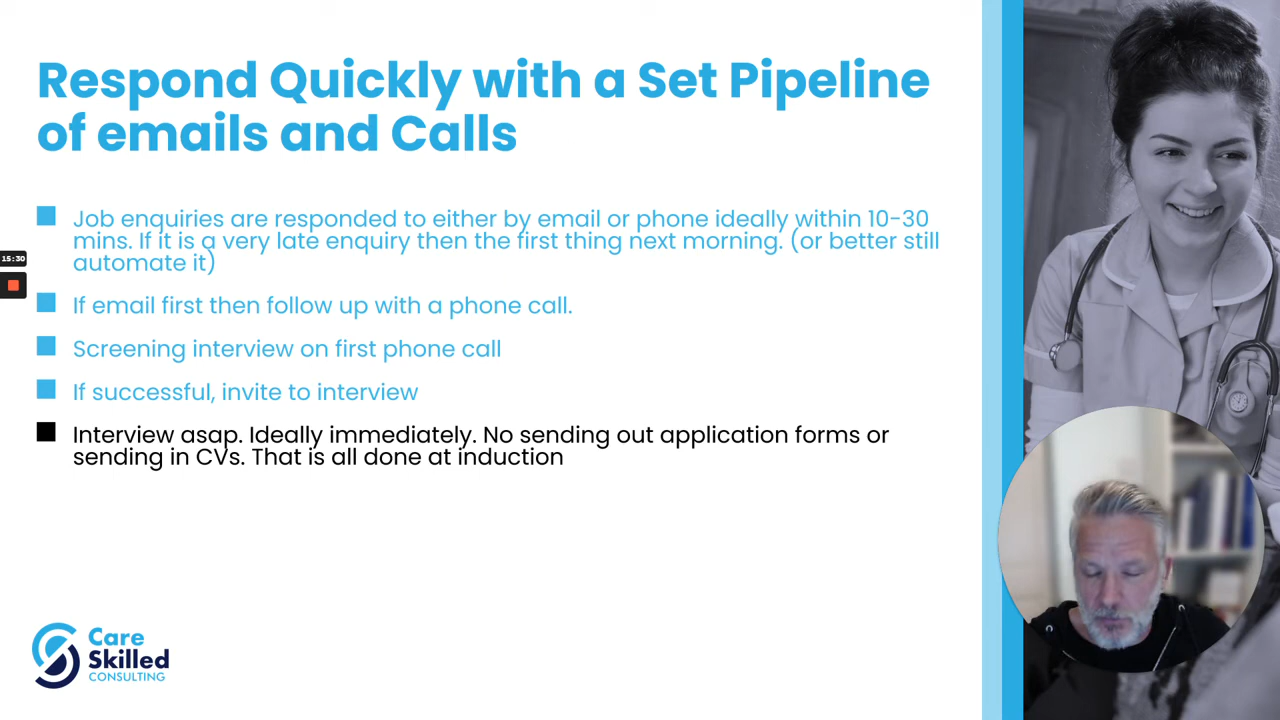 Respond Quickly with a Set Pipeline
of emails and Calls
Job enquiries are responded to either by email or phone ideally within 10-30
mins. If it is a very late enquiry then the first thing next morning. (or better still
automate it)
15:30
If email first then follow up with a phone call.
Screening interview on first phone call
If successful, invite to interview
Interview asap. Ideally immediately. No sending out application forms or
sending in CVs. That is all done at induction
Care
Skilled
CONSULTING